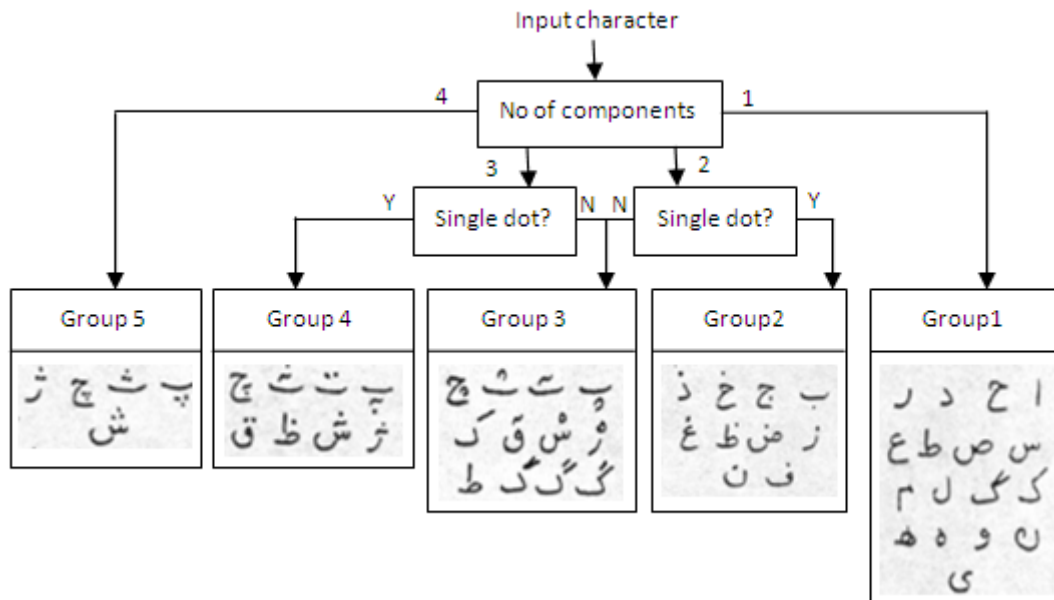 Input character
No of components
4
1
3
2
Y
Single dot?
N
N
Single dot?
Y
Group 5
Group 4
Group 3
Group2
Group1
پ ث چ ژ
ش
پ ت ث چ
ژ ش ظ ق
پ ت ث چ
ژ ش ق ک
گ گ گ ط
ب ج خ ذ
ز ض ظ غ
ف ن
ا ح د ر
س ص ط ع
ک گ ل م
ن و ه ھ
ی